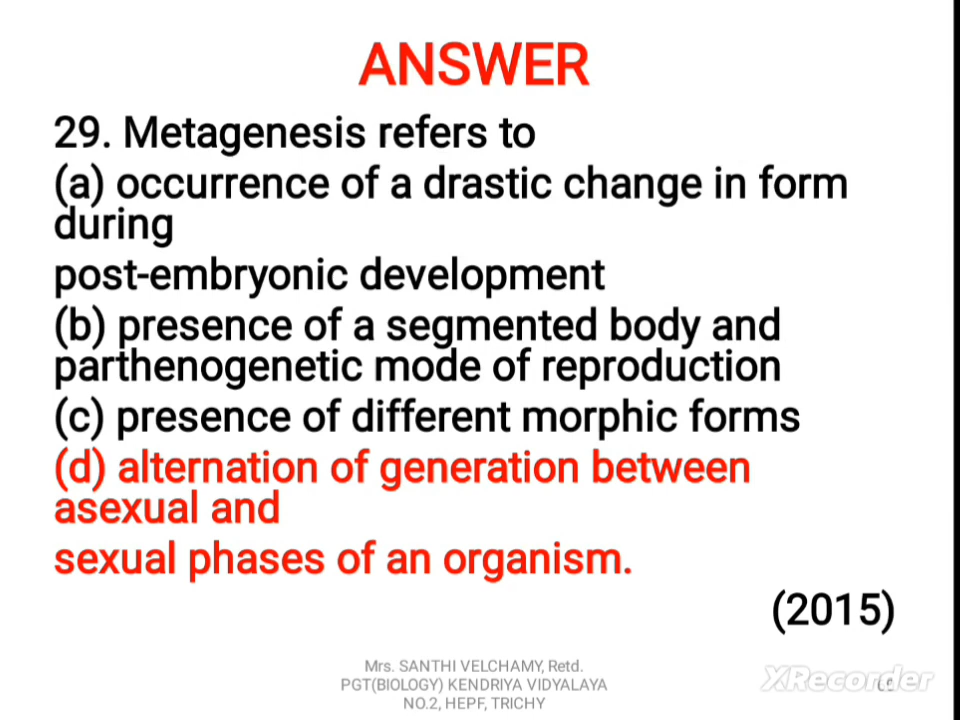 ANSWER
29. Metagenesis refers to
(a) occurrence of a drastic change in form
during
post-embryonic development
(b) presence of a segmented body and
parthenogenetic mode of reproduction
(c) presence of different morphic forms
(d) alternation of generation between
asexual and
sexual phases of an organism.
(2015)
Mrs. SANTHI VELCHAMY, Retd.
PGT(BIOLOGY) KENDRIYA VIDYALAYA
NO.2, HEPF, TRICHY
XRecorder